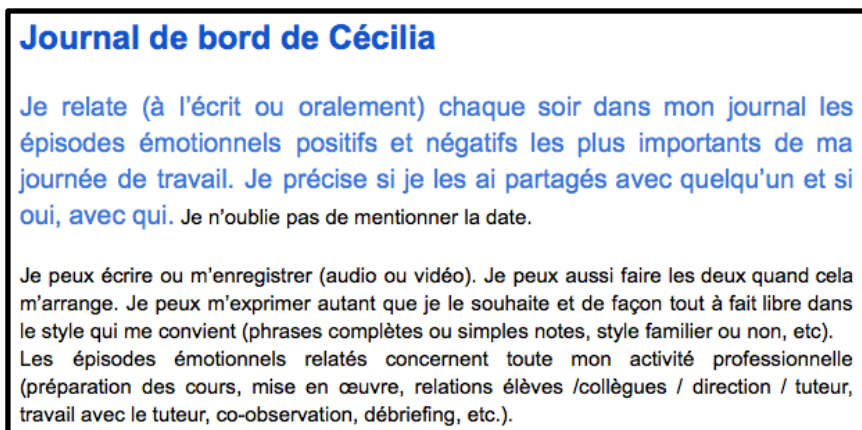 Journal de bord de Cécilia
Je relate (à l'écrit ou oralement) chaque soir dans mon journal les
épisodes émotionnels positifs et négatifs les plus importants de ma
journée de travail. Je précise si je les ai partagés avec quelqu'un et si
oui, avec qui. Je n'oublie pas de mentionner la date.
Je peux écrire ou m'enregistrer (audio ou vidéo). Je peux aussi faire les deux quand cela
m'arrange. Je peux m'exprimer autant que je le souhaite et de façon tout à fait libre dans
le style qui me convient (phrases complètes ou simples notes, style familier ou non, etc).
Les épisodes émotionnels relatés concernent toute mon activité professionnelle
(préparation des cours, mise en œuvre, relations élèves /collègues / direction / tuteur,
travail avec le tuteur, co-observation, débriefing, etc.).